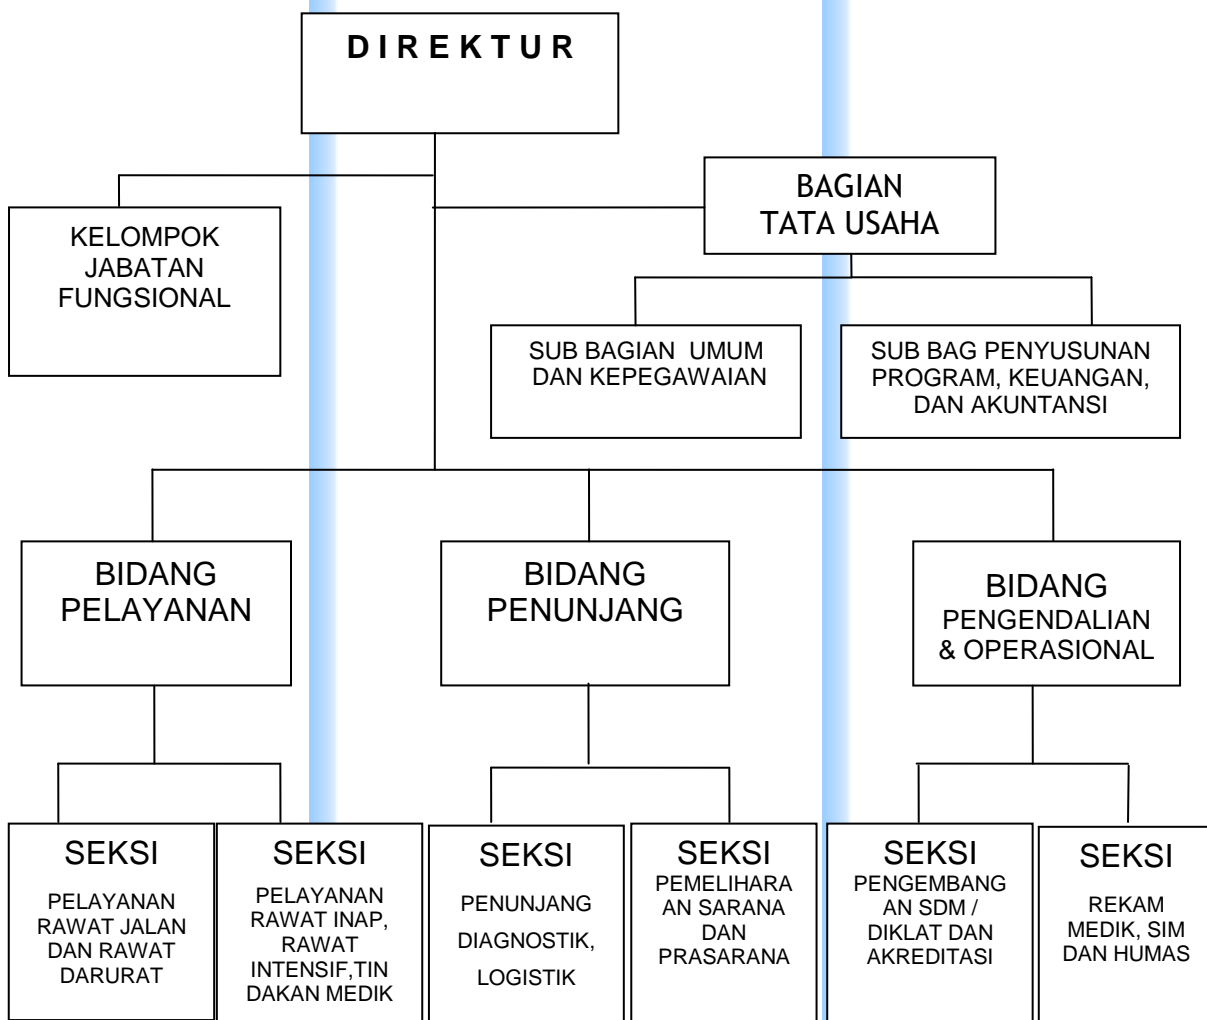 D I R E K T U R
BAGIAN
TATA USAHA
KELOMPOK
JABATAN
FUNGSIONAL
SUB BAGIAN UMUM
DAN KEPEGAWAIAN
SUB BAG PENYUSUNAN
PROGRAM, KEUANGAN,
DAN AKUNTANSI
BIDANG
PELAYANAN
BIDANG
PENUNJANG
BIDANG
PENGENDALIAN
& OPERASIONAL
SEKSI
PELAYANAN
RAWAT JALAN
DAN RAWAT
DARURAT
SEKSI
PELAYANAN
RAWAT INAP,
RAWAT
INTENSIF,TIN
DAKAN MEDIK
SEKSI
PENUNJANG
DIAGNOSTIK,
LOGISTIK
SEKSI
PEMELIHARA
AN SARANA
DAN
PRASARANA
SEKSI
PENGEMBANG
AN SDM /
DIKLAT DAN
AKREDITASI
SEKSI
REKAM
MEDIK, SIM
DAN HUMAS